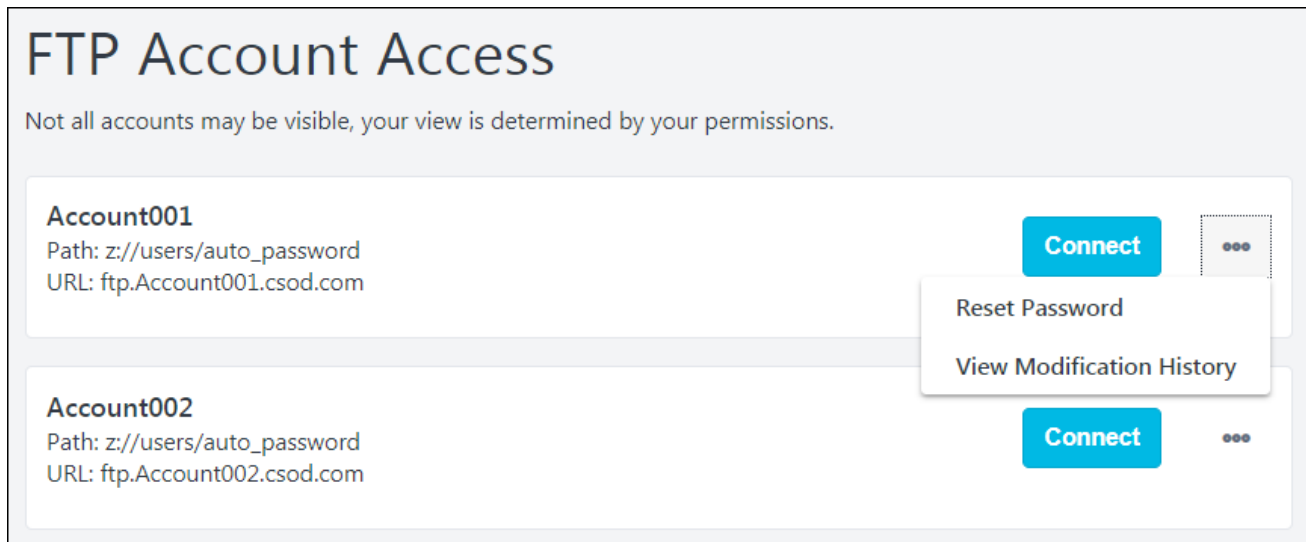 FTP Account Access
Not all accounts may be visible, your view is determined by your permissions.
Account001
Path: z://users/auto_password
URL: ftp.Account001.csod.com
Connect
Reset Password
View Modification History
Account002
Path: z://users/auto_password
URL: ftp.Account002.csod.com
Connect